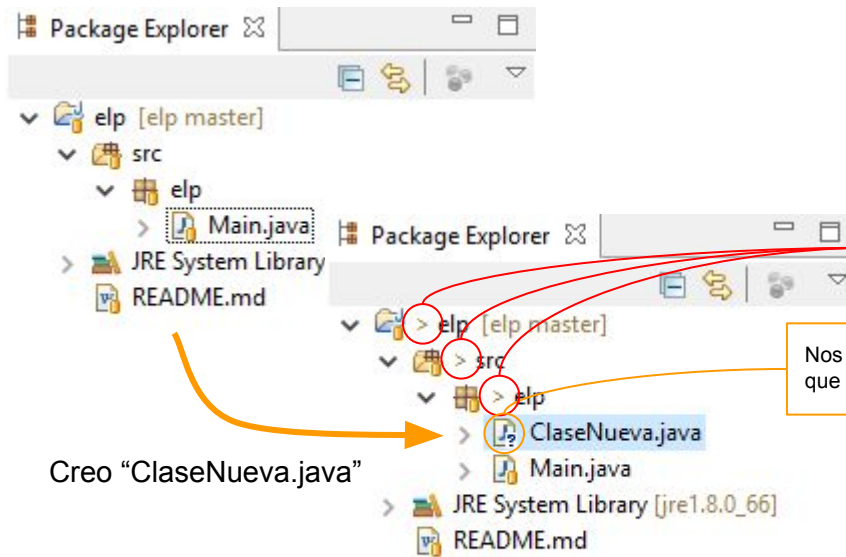 Package Explorer
elp [elp master]
src
elp
Main.java
JRE System Library
README.md
Creo “ClaseNueva.java”
Package Explorer
> elp [elp master]
> src
> elp
ClaseNueva.java
Main.java
JRE System Library [jre1.8.0_66]
README.md
Nos
que